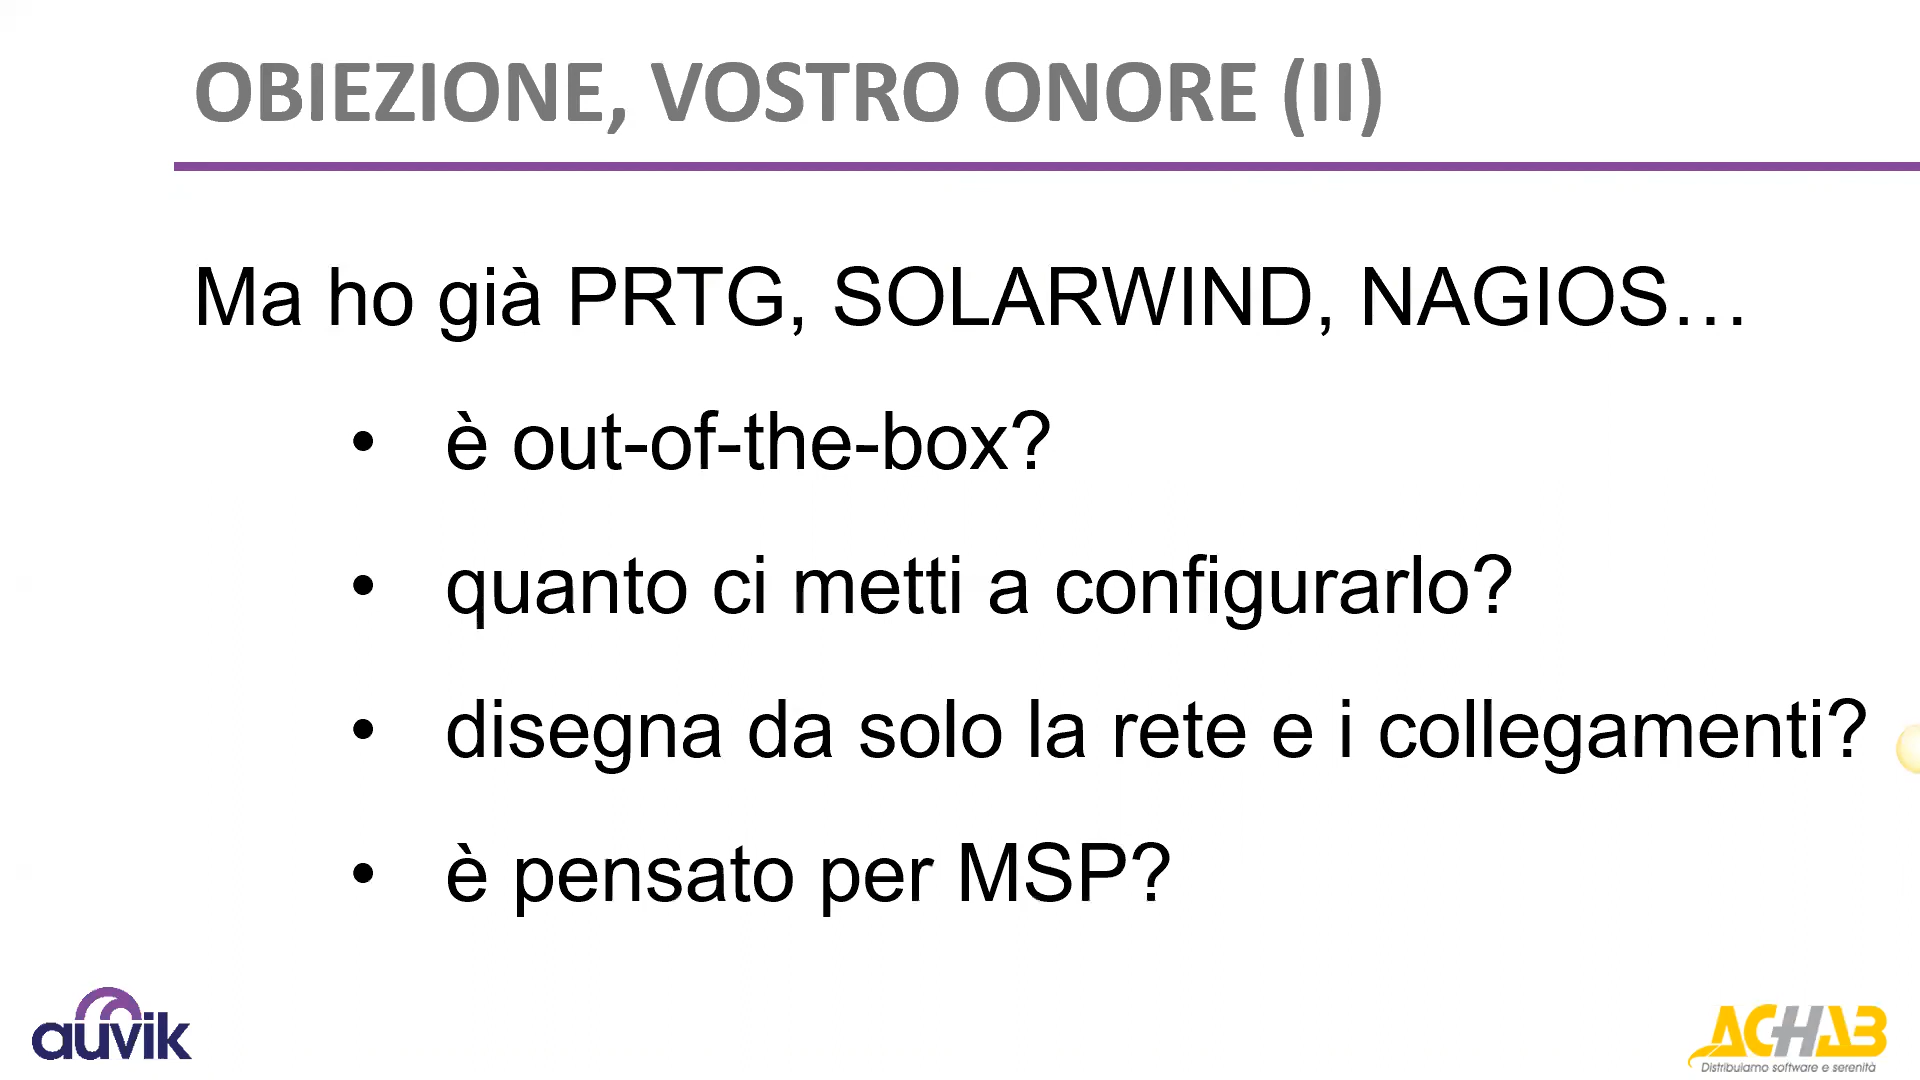 OBIEZIONE, VOSTRO ONORE (II)
Ma ho già PRTG, SOLARWIND, NAGIOS…
• è out-of-the-box?
• quanto ci metti a configurarlo?
• disegna da solo la rete e i collegamenti?
• è pensato per MSP?
auvik
ACHAB
Distribuiamo software e serenità